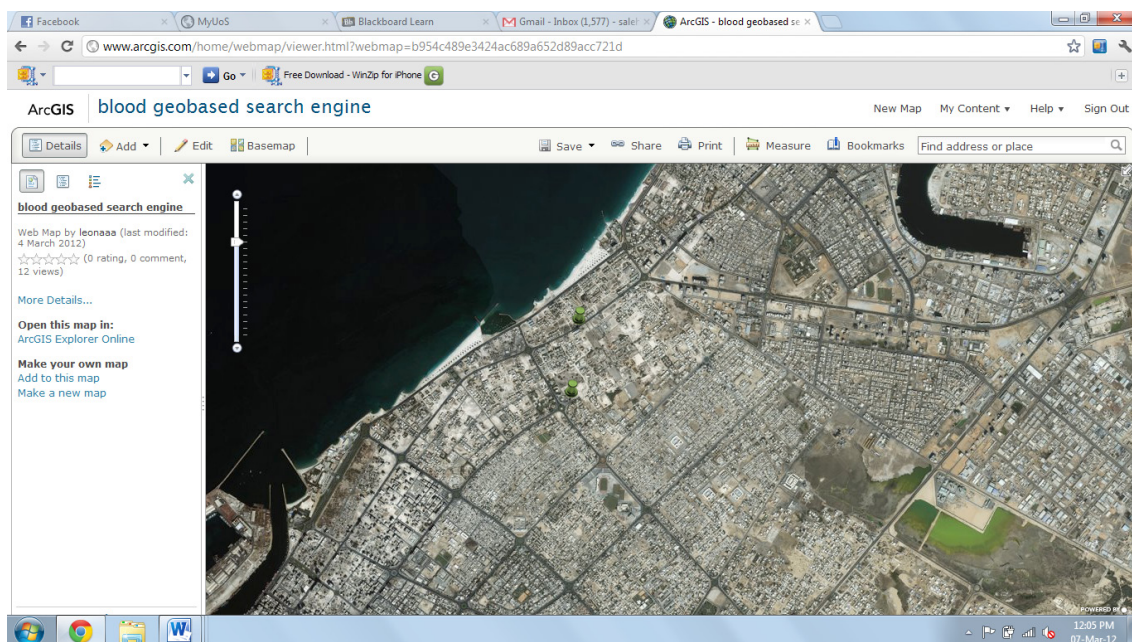 Facebook
MyUoS
Blackboard Learn
Gmail - Inbox (1,577) - saleh
ArcGIS - blood geobased se
www.arcgis.com/home/webmap/viewer.html?webmap=b954c489e3424ac689a652d89acc721d
Go
Free Download - WinZip for iPhone
G
ArcGIS
blood geobased search engine
New Map
My Content
Help
Sign Out
Details
Add
Edit
Basemap
Save
Share
Print
Measure
Bookmarks
Find address or place
blood geobased search engine
Web Map by leonaaa (last modified:
4 March 2012)
(0 rating, 0 comment,
12 views)
More Details...
Open this map in:
ArcGIS Explorer Online
Make your own map
Add to this map
Make a new map
POWERED BY
W
12:05 PM
07-Mar-12